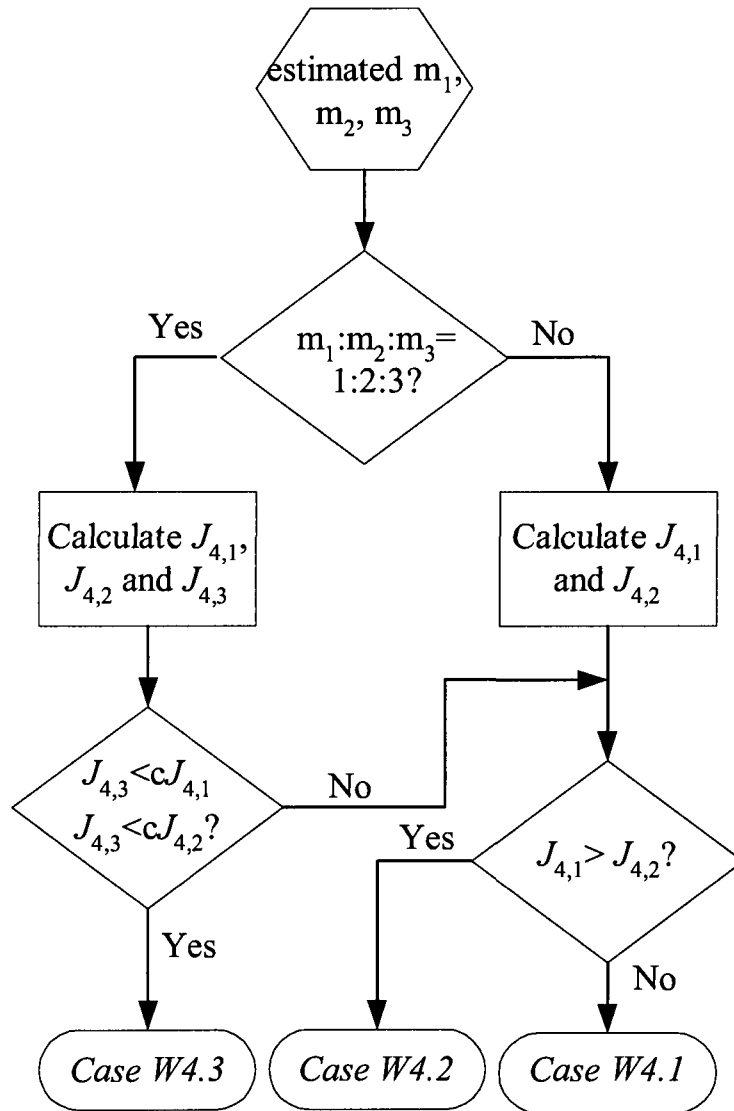 estimated m₁,
m₂, m₃
Yes
m₁:m₂:m₃=
1:2:3?
No
Calculate J₄,₁,
J₄,₂ and J₄,₃
Calculate J₄,₁
and J₄,₂
J₄,₃<cJ₄,₁
J₄,₃<cJ₄,₂?
No
Yes
J₄,₁> J₄,₂?
Yes
No
Case W4.3
Case W4.2
Case W4.1